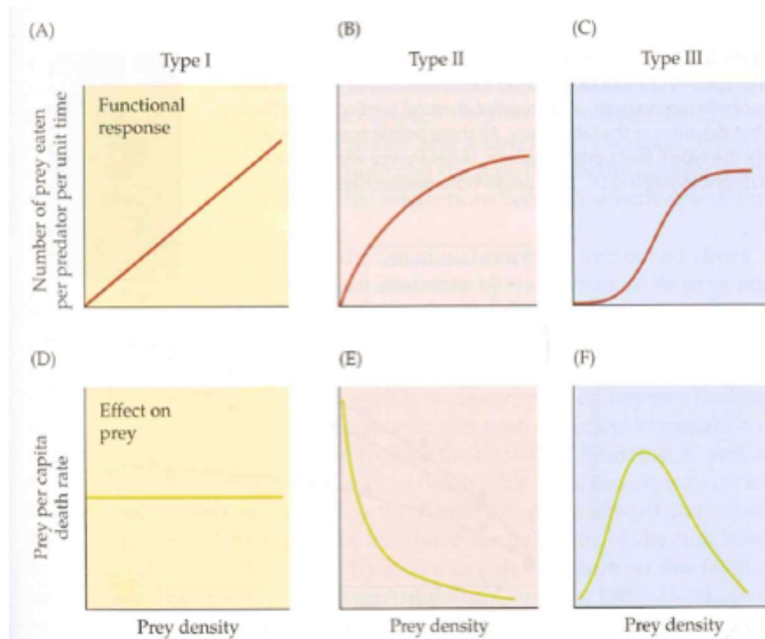 (A)
Type I
(B)
Type II
(C)
Type III
Number of prey eaten
per predator per unit time
Functional
response
(D)
(E)
(F)
Prey per capita
death rate
Effect on
prey
Prey density
Prey density
Prey density